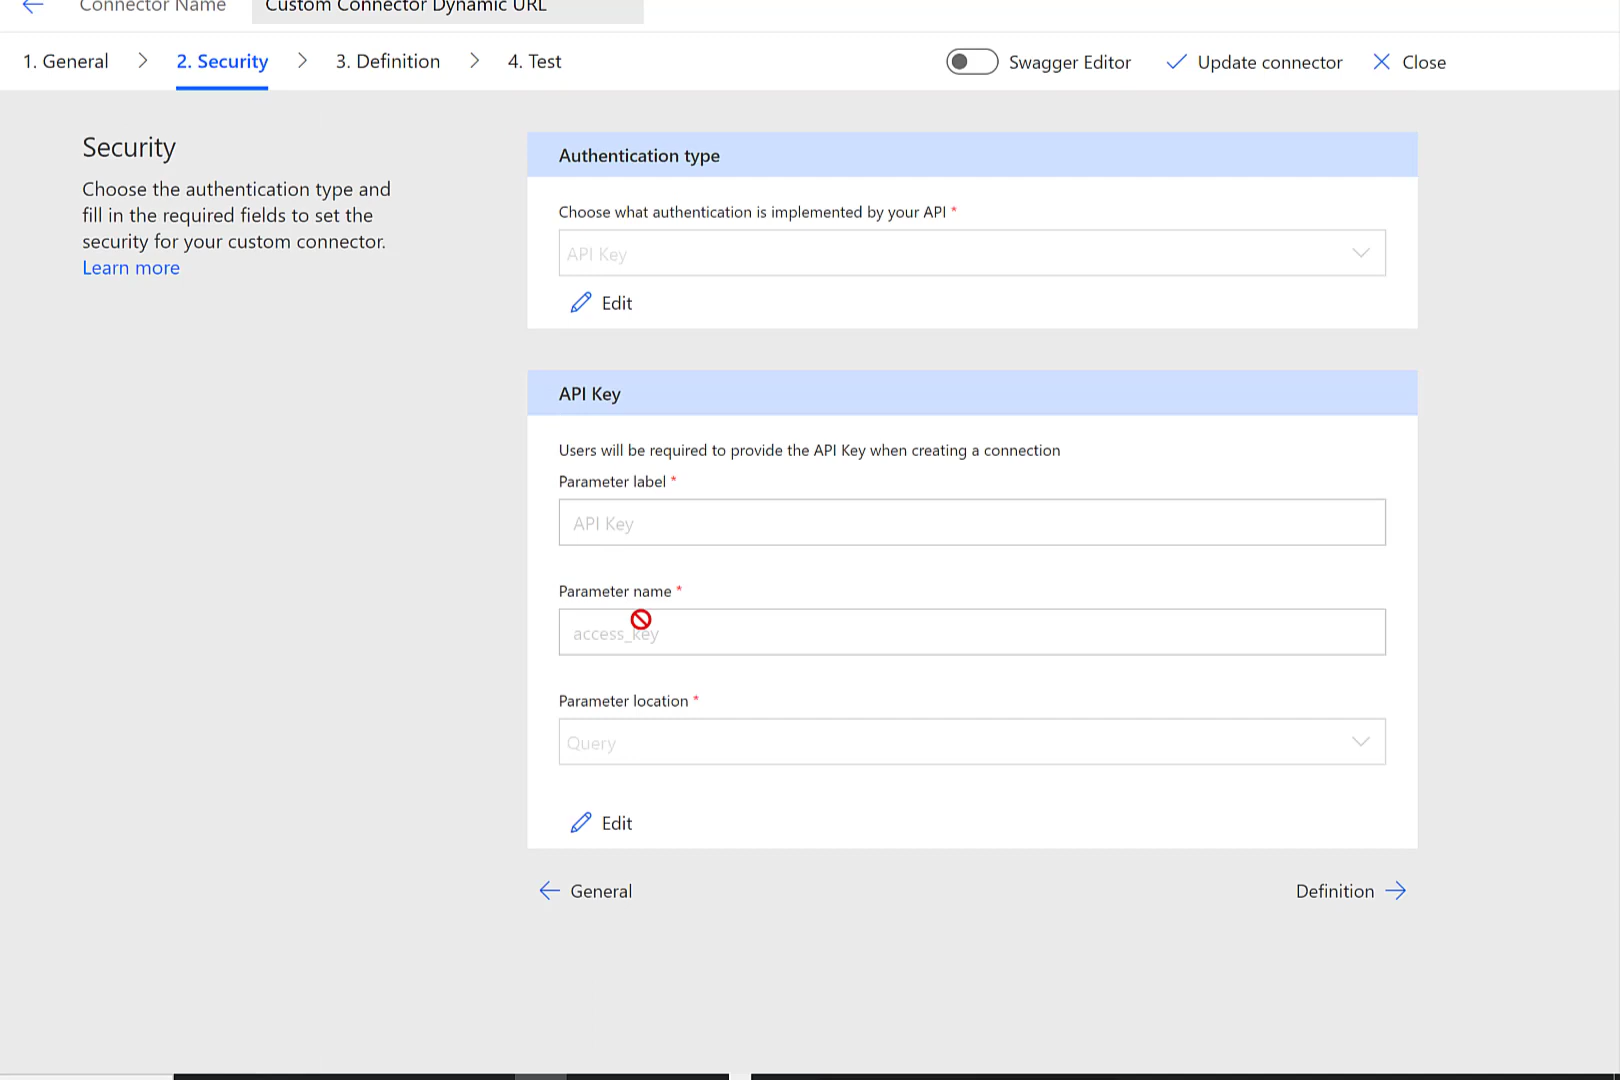 Connector Name
Custom Connector Dynamic URL
1. General
2. Security
3. Definition
4. Test
Swagger Editor
Update connector
Close
Security
Choose the authentication type and
fill in the required fields to set the
security for your custom connector.
Learn more
Authentication type
Choose what authentication is implemented by your API *
API Key
Edit
API Key
Users will be required to provide the API Key when creating a connection
Parameter label *
API Key
Parameter name *
access_key
Parameter location *
Query
Edit
General
Definition